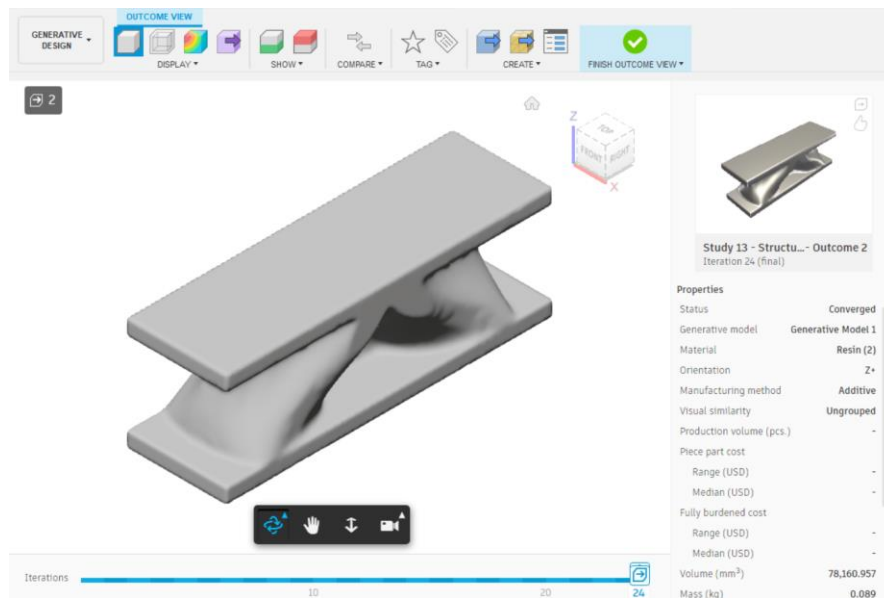 OUTCOME VIEW
GENERATIVE DESIGN
DISPLAY
SHOW
COMPARE
TAG
CREATE
FINISH OUTCOME VIEW
2
Z
TOP
FRONT
RIGHT
X
Study 13 - Structu...- Outcome 2
Iteration 24 (final)
Properties
Status Converged
Generative model Generative Model 1
Material Resin (2)
Orientation Z+
Manufacturing method Additive
Visual similarity Ungrouped
Production volume (pcs.) -
Piece part cost
Range (USD) -
Median (USD) -
Fully burdened cost
Range (USD) -
Median (USD) -
Volume (mm³) 78,160.957
Mass (kg) 0.089
Iterations
10
20
24